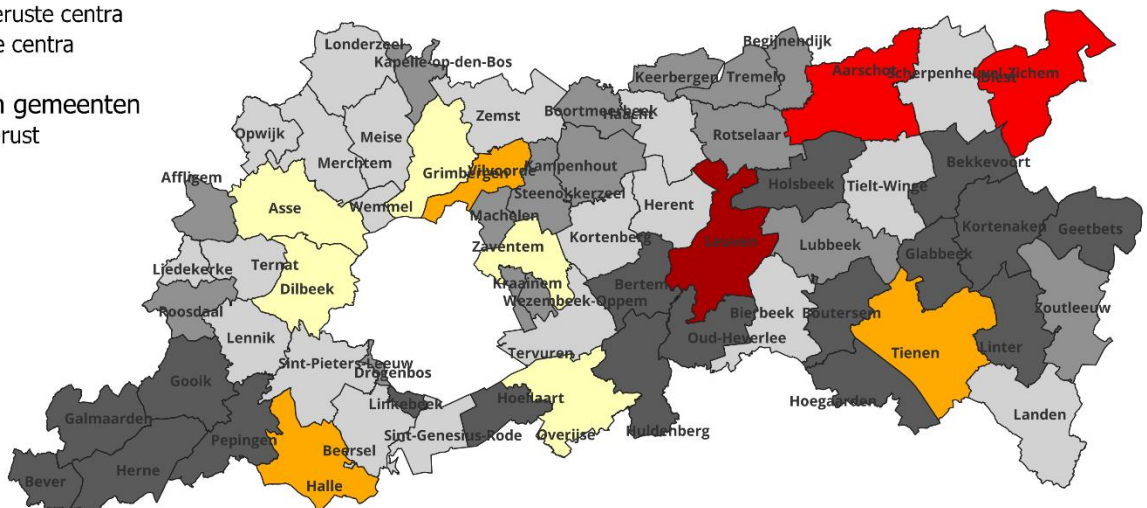 eruste centra
e centra
n gemeenten
rust
Londerzeel
Kapelle-op-den-Bos
Begijnendijk
Keerbergen
Tremelo
Aarschot
Scherpenheuvel-Zichem
Diest
Opwijk
Meise
Zemst
Boortmeerbeek
Haacht
Rotselaar
Merchtem
Affligem
Grimbergen
Vilvoorde
Kampenhout
Bekkevoort
Holsbeek
Tielt-Winge
Steenokkerzeel
Asse
Wemmel
Machelen
Herent
Kortenaken
Geetbets
Zaventem
Kortenberg
Leuven
Lubbeek
Glabbeek
Liedekerke
Ternat
Dilbeek
Kraainem
Wezembeek-Oppem
Bertem
Zoutleeuw
Roosdaal
Bierbeek
Boutersem
Lennik
Oud-Heverlee
Tervuren
Tienen
Linter
Sint-Pieters-Leeuw
Drogenbos
Gooik
Linkebeek
Hoeilaart
Hoegaarden
Galmaarden
Landen
Pepingen
Beersel
Sint-Genesius-Rode
Overijse
Huldenberg
Herne
Bever
Halle